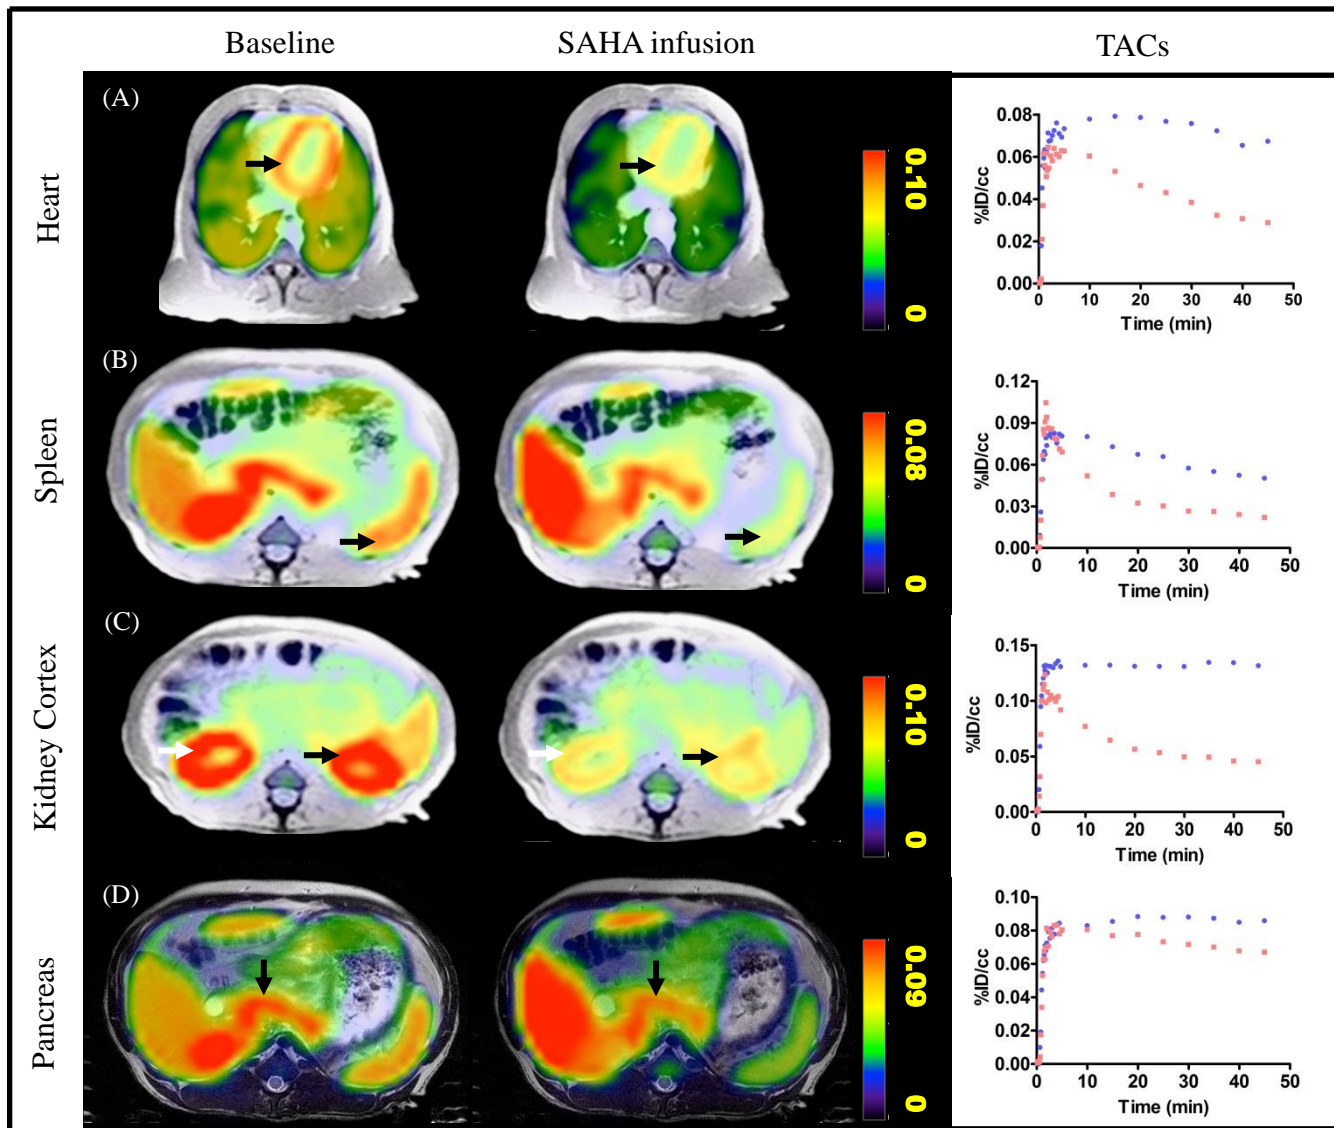 Baseline
SAHA infusion
TACs
Heart
(A)
0.10
0
%ID/cc
0.08
0.06
0.04
0.02
0.00
0 10 20 30 40 50
Time (min)
Spleen
(B)
0.08
0
%ID/cc
0.12
0.09
0.06
0.03
0.00
0 10 20 30 40 50
Time (min)
Kidney Cortex
(C)
0.10
0
%ID/cc
0.15
0.10
0.05
0.00
0 10 20 30 40 50
Time (min)
Pancreas
(D)
0.09
0
%ID/cc
0.10
0.08
0.06
0.04
0.02
0.00
0 10 20 30 40 50
Time (min)